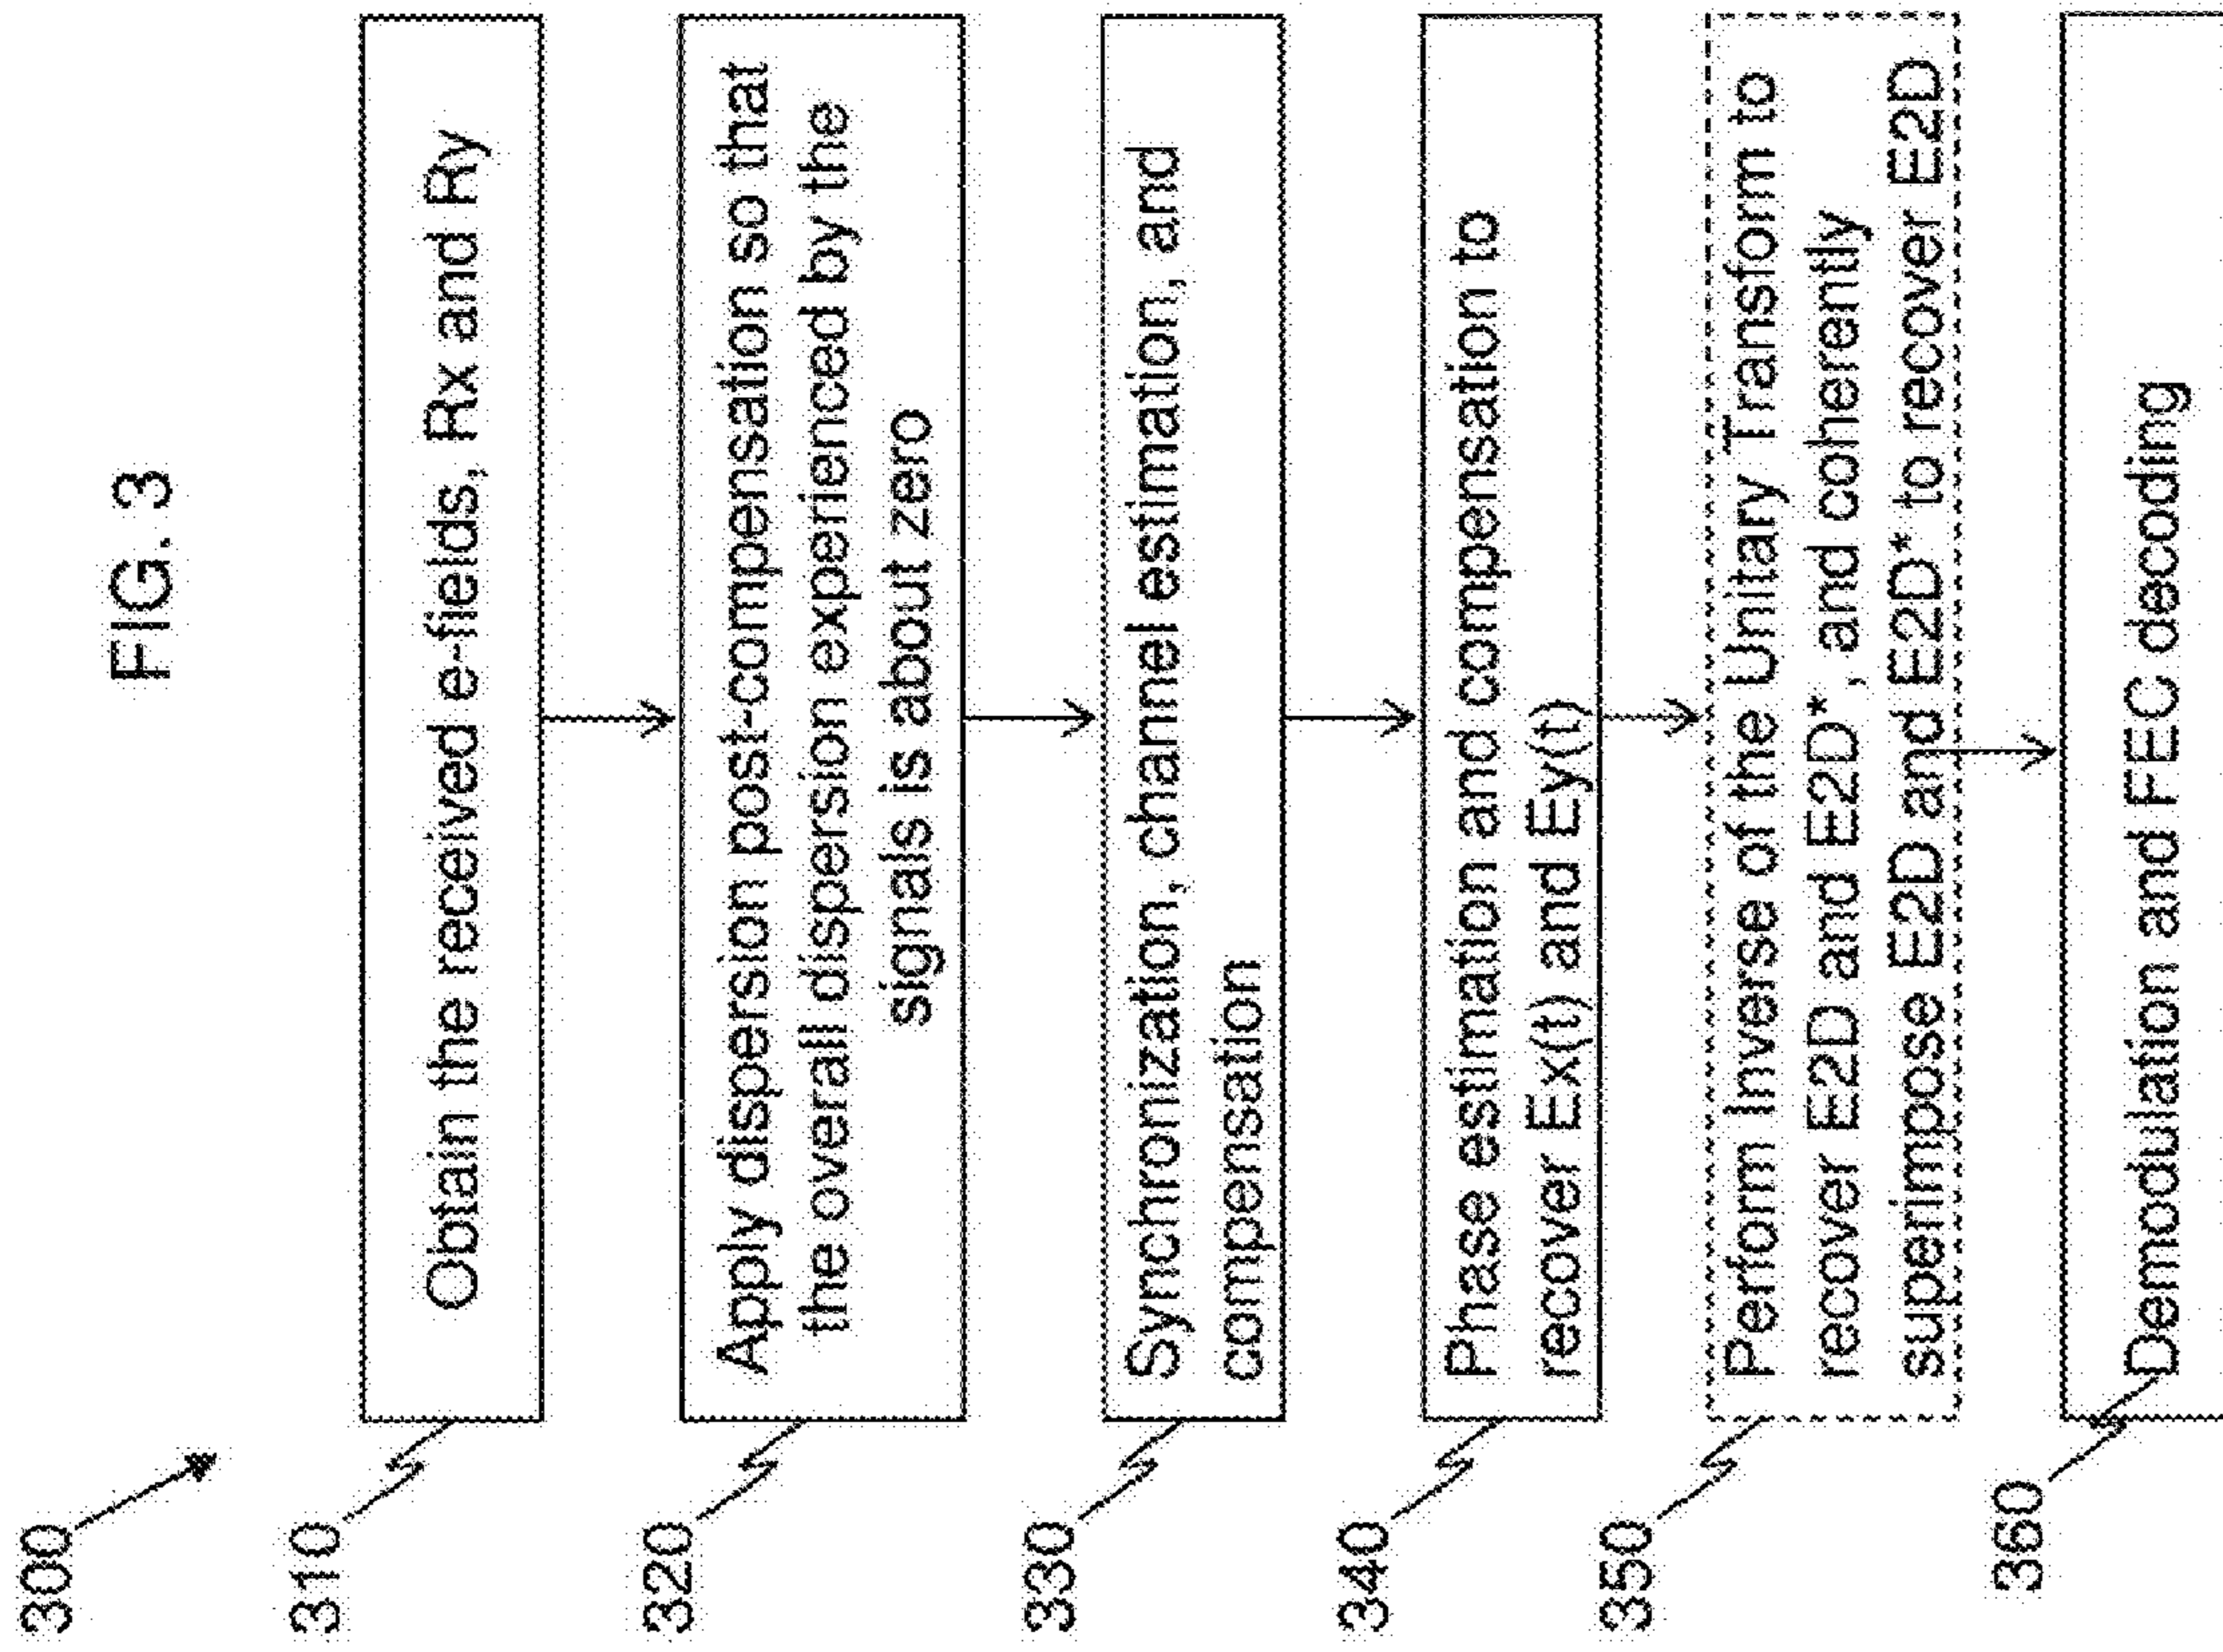 FIG. 3
300
310
Obtain the received e-fields, Rx and Ry
320
Apply dispersion post-compensation so that
the overall dispersion experienced by the
signals is about zero
330
Synchronization, channel estimation, and
compensation
340
Phase estimation and compensation to
recover Ex(t) and Ey(t)
350
Perform Inverse of the Unitary Transform to
recover E2D and E2D*, and coherently
superimpose E2D and E2D* to recover E2D
360
Demodulation and FEC decoding